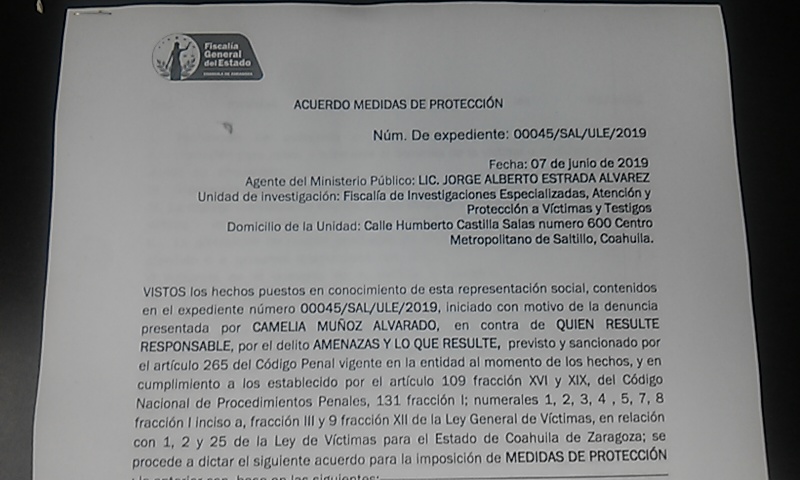 Fiscalía
General
del Estado
COAHUILA DE ZARAGOZA
ACUERDO MEDIDAS DE PROTECCIÓN
Núm. De expediente: 00045/SAL/ULE/2019
Fecha: 07 de junio de 2019
Agente del Ministerio Público: LIC. JORGE ALBERTO ESTRADA ALVAREZ
Unidad de investigación: Fiscalía de Investigaciones Especializadas, Atención y
Protección a Víctimas y Testigos
Domicilio de la Unidad: Calle Humberto Castilla Salas numero 600 Centro
Metropolitano de Saltillo, Coahuila.
VISTOS los hechos puestos en conocimiento de esta representación social, contenidos
en el expediente número 00045/SAL/ULE/2019, iniciado con motivo de la denuncia
presentada por CAMELIA MUÑOZ ALVARADO, en contra de QUIEN RESULTE
RESPONSABLE, por el delito AMENAZAS Y LO QUE RESULTE, previsto y sancionado por
el artículo 265 del Código Penal vigente en la entidad al momento de los hechos, y en
cumplimiento a los establecido por el artículo 109 fracción XVI y XIX, del Código
Nacional de Procedimientos Penales, 131 fracción I; numerales 1, 2, 3, 4 , 5, 7, 8
fracción I inciso a, fracción III y 9 fracción XII de la Ley General de Víctimas, en relación
con 1, 2 y 25 de la Ley de Víctimas para el Estado de Coahuila de Zaragoza; se
procede a dictar el siguiente acuerdo para la imposición de MEDIDAS DE PROTECCIÓN